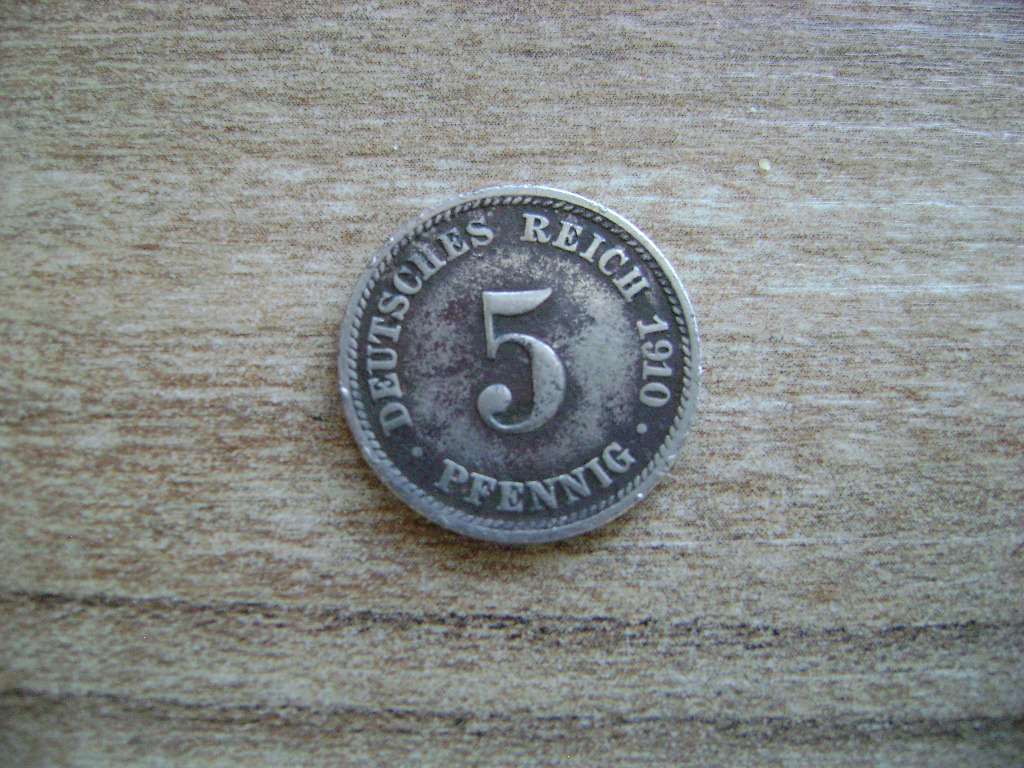 DEUTSCHES REICH 1910
5
· PFENNIG ·